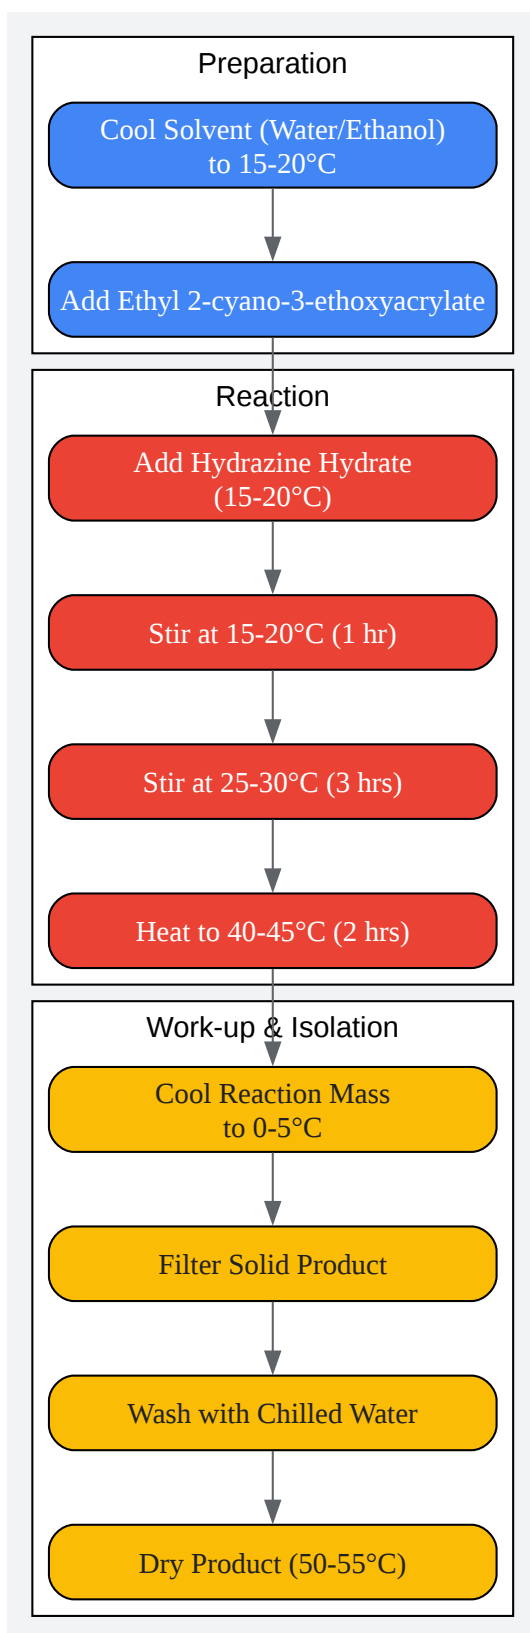 Preparation
Cool Solvent (Water/Ethanol)
to 15-20°C
Add Ethyl 2-cyano-3-ethoxyacrylate
Reaction
Add Hydrazine Hydrate
(15-20°C)
Stir at 15-20°C (1 hr)
Stir at 25-30°C (3 hrs)
Heat to 40-45°C (2 hrs)
Work-up & Isolation
Cool Reaction Mass
to 0-5°C
Filter Solid Product
Wash with Chilled Water
Dry Product (50-55°C)